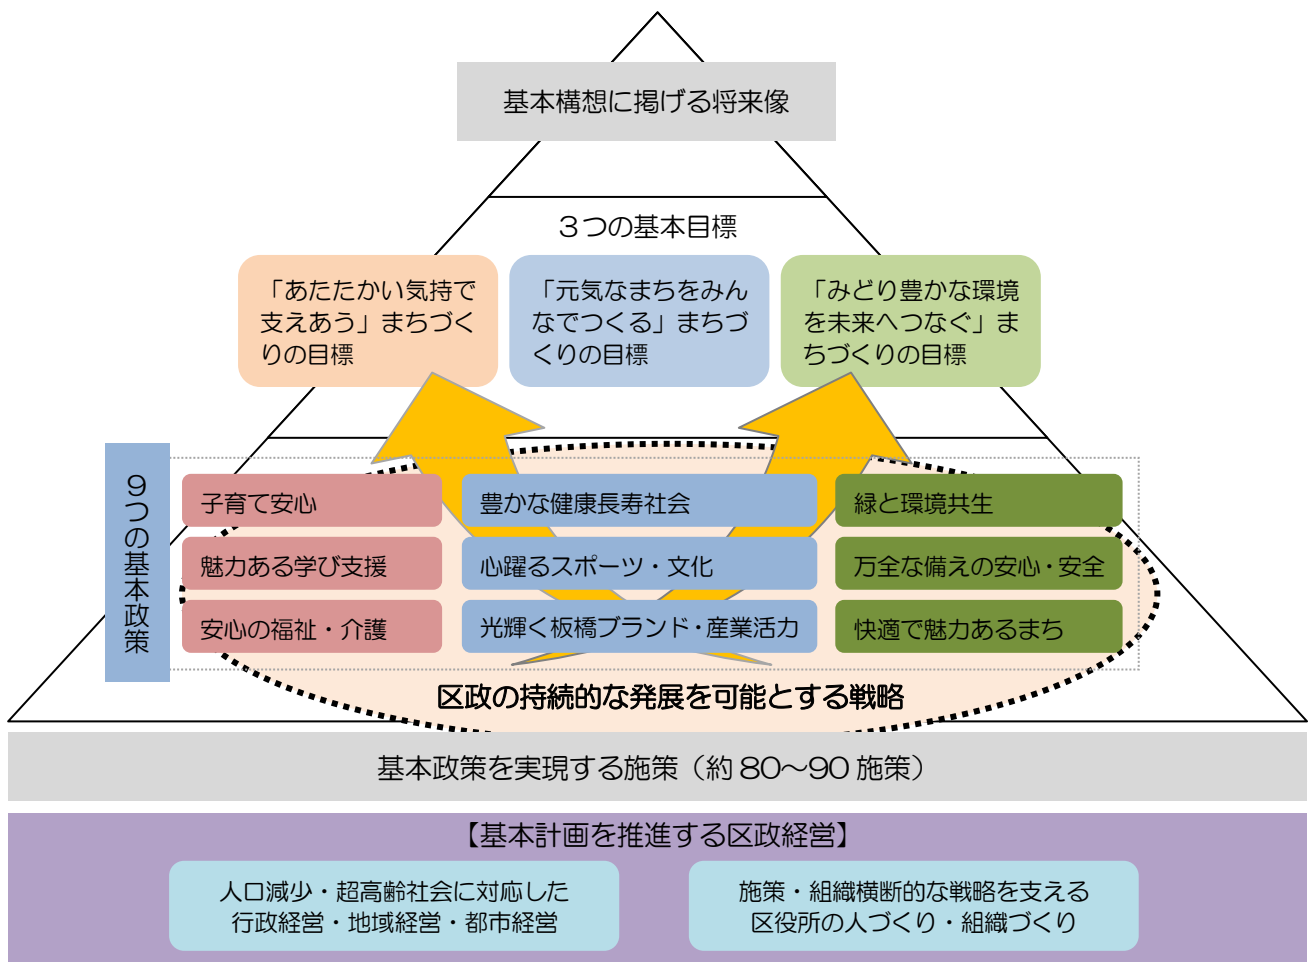 基本構想に掲げる将来像
３つの基本目標
「あたたかい気持で
支えあう」まちづく
りの目標
「元気なまちをみん
なでつくる」まちづ
くりの目標
「みどり豊かな環境
を未来へつなぐ」ま
ちづくりの目標
９つの基本政策
子育て安心
豊かな健康長寿社会
緑と環境共生
魅力ある学び支援
心躍るスポーツ・文化
万全な備えの安心・安全
安心の福祉・介護
光輝く板橋ブランド・産業活力
快適で魅力あるまち
区政の持続的な発展を可能とする戦略
基本政策を実現する施策（約 80～90 施策）
【基本計画を推進する区政経営】
人口減少・超高齢社会に対応した
行政経営・地域経営・都市経営
施策・組織横断的な戦略を支える
区役所の人づくり・組織づくり